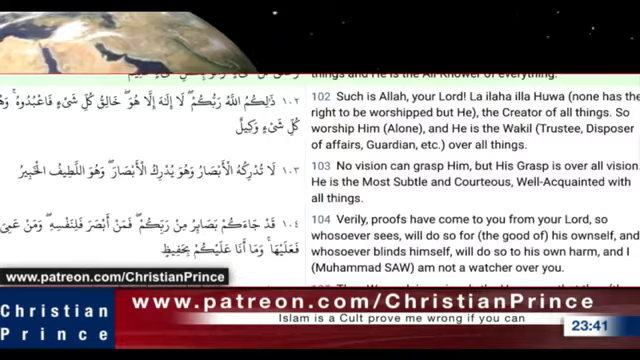 things and He is the All-Knower of everything.
١٠٢ ذَٰلِكُمُ اللَّهُ رَبُّكُمْ ۖ لَا إِلَٰهَ إِلَّا هُوَ ۖ خَالِقُ كُلِّ شَيْءٍ فَاعْبُدُوهُ ۚ
كُلِّ شَيْءٍ وَكِيلٌ
102 Such is Allah, your Lord! La ilaha illa Huwa (none has the
right to be worshipped but He), the Creator of all things. So
worship Him (Alone), and He is the Wakil (Trustee, Disposer
of affairs, Guardian, etc.) over all things.
١٠٣ لَا تُدْرِكُهُ الْأَبْصَارُ وَهُوَ يُدْرِكُ الْأَبْصَارَ ۖ وَهُوَ اللَّطِيفُ الْخَبِيرُ
103 No vision can grasp Him, but His Grasp is over all vision.
He is the Most Subtle and Courteous, Well-Acquainted with
all things.
١٠٤ قَدْ جَاءَكُمْ بَصَائِرُ مِنْ رَبِّكُمْ ۖ فَمَنْ أَبْصَرَ فَلِنَفْسِهِ ۖ وَمَنْ عَمِيَ
فَعَلَيْهَا ۚ وَمَا أَنَا عَلَيْكُمْ بِحَفِيظٍ
104 Verily, proofs have come to you from your Lord, so
whosoever sees, will do so for (the good of) his ownself, and
whosoever blinds himself, will do so to his own harm, and I
(Muhammad SAW) am not a watcher over you.
www.patreon.com/ChristianPrince
Christian
Prince
www.patreon.com/ChristianPrince
Islam is a Cult prove me wrong if you can
23:41